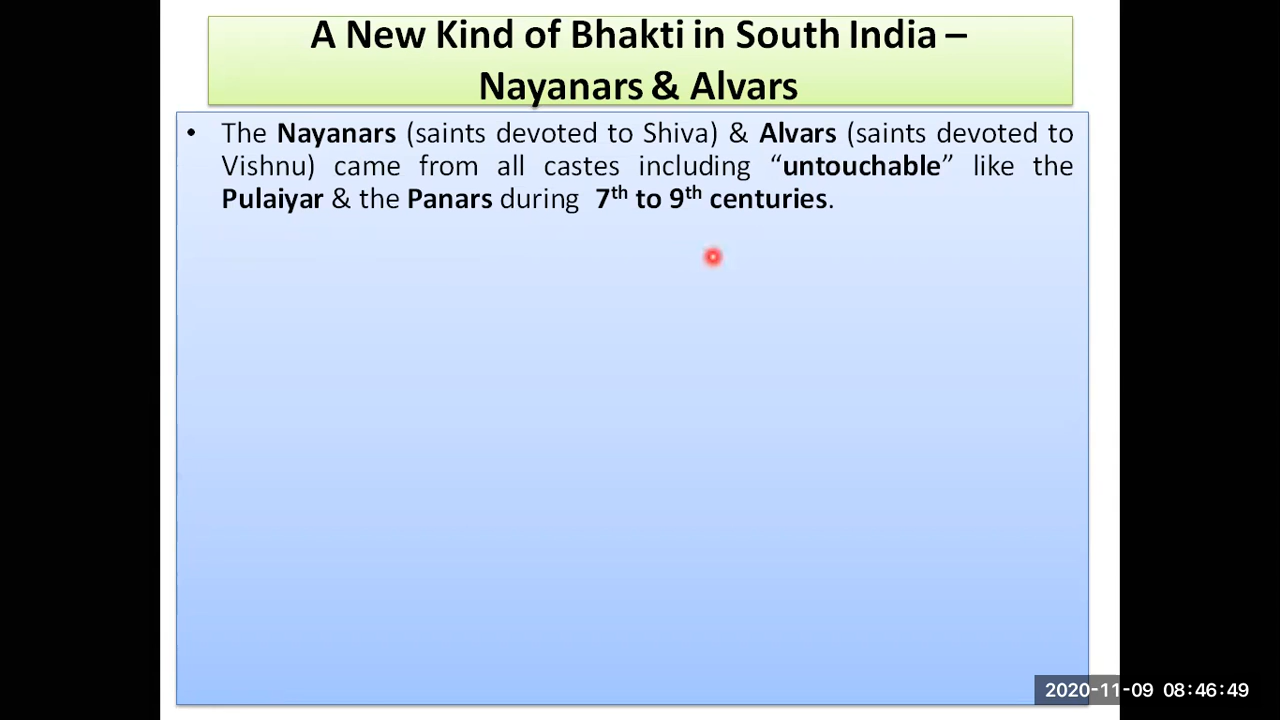 A New Kind of Bhakti in South India –
Nayanars & Alvars
• The Nayanars (saints devoted to Shiva) & Alvars (saints devoted to
Vishnu) came from all castes including “untouchable” like the
Pulaiyar & the Panars during 7th to 9th centuries.
2020-11-09 08:46:49